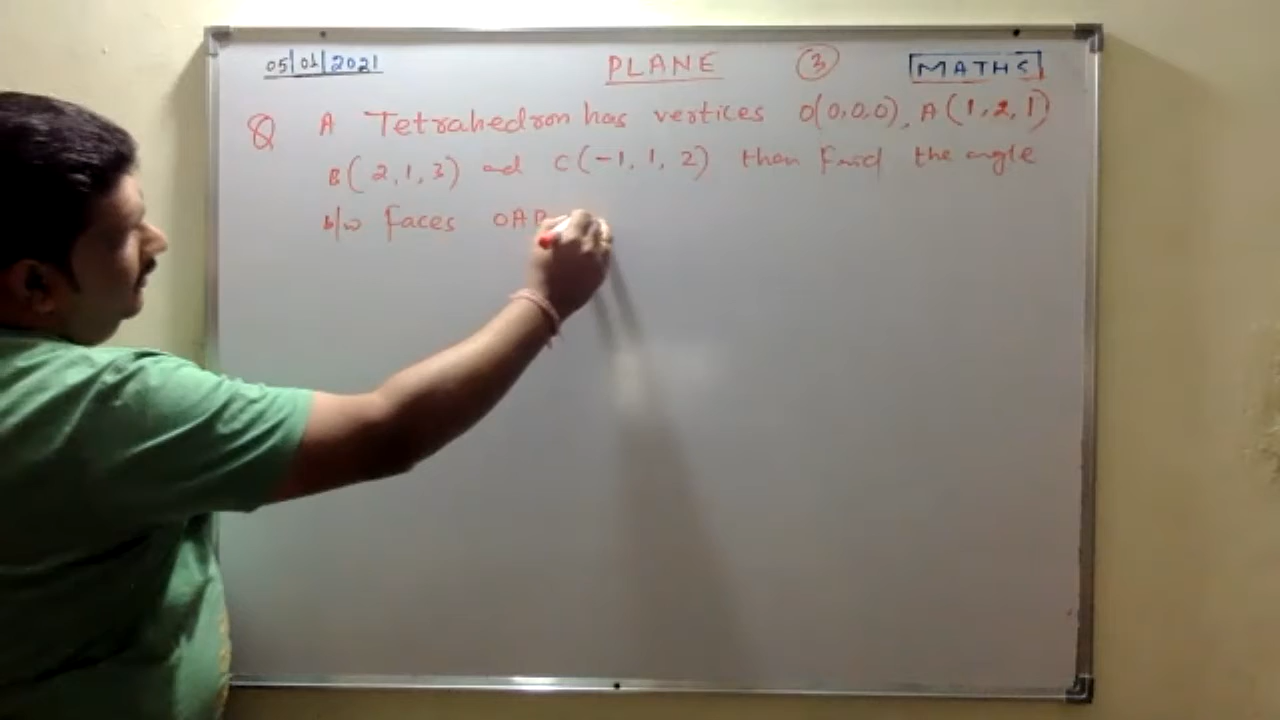 05/01/2021 PLANE 3 MATHS
Q A Tetrahedron has vertices O(0,0,0), A(1,2,1)
B(2,1,3) and C(-1,1,2) then find the angle
b/w faces OAB